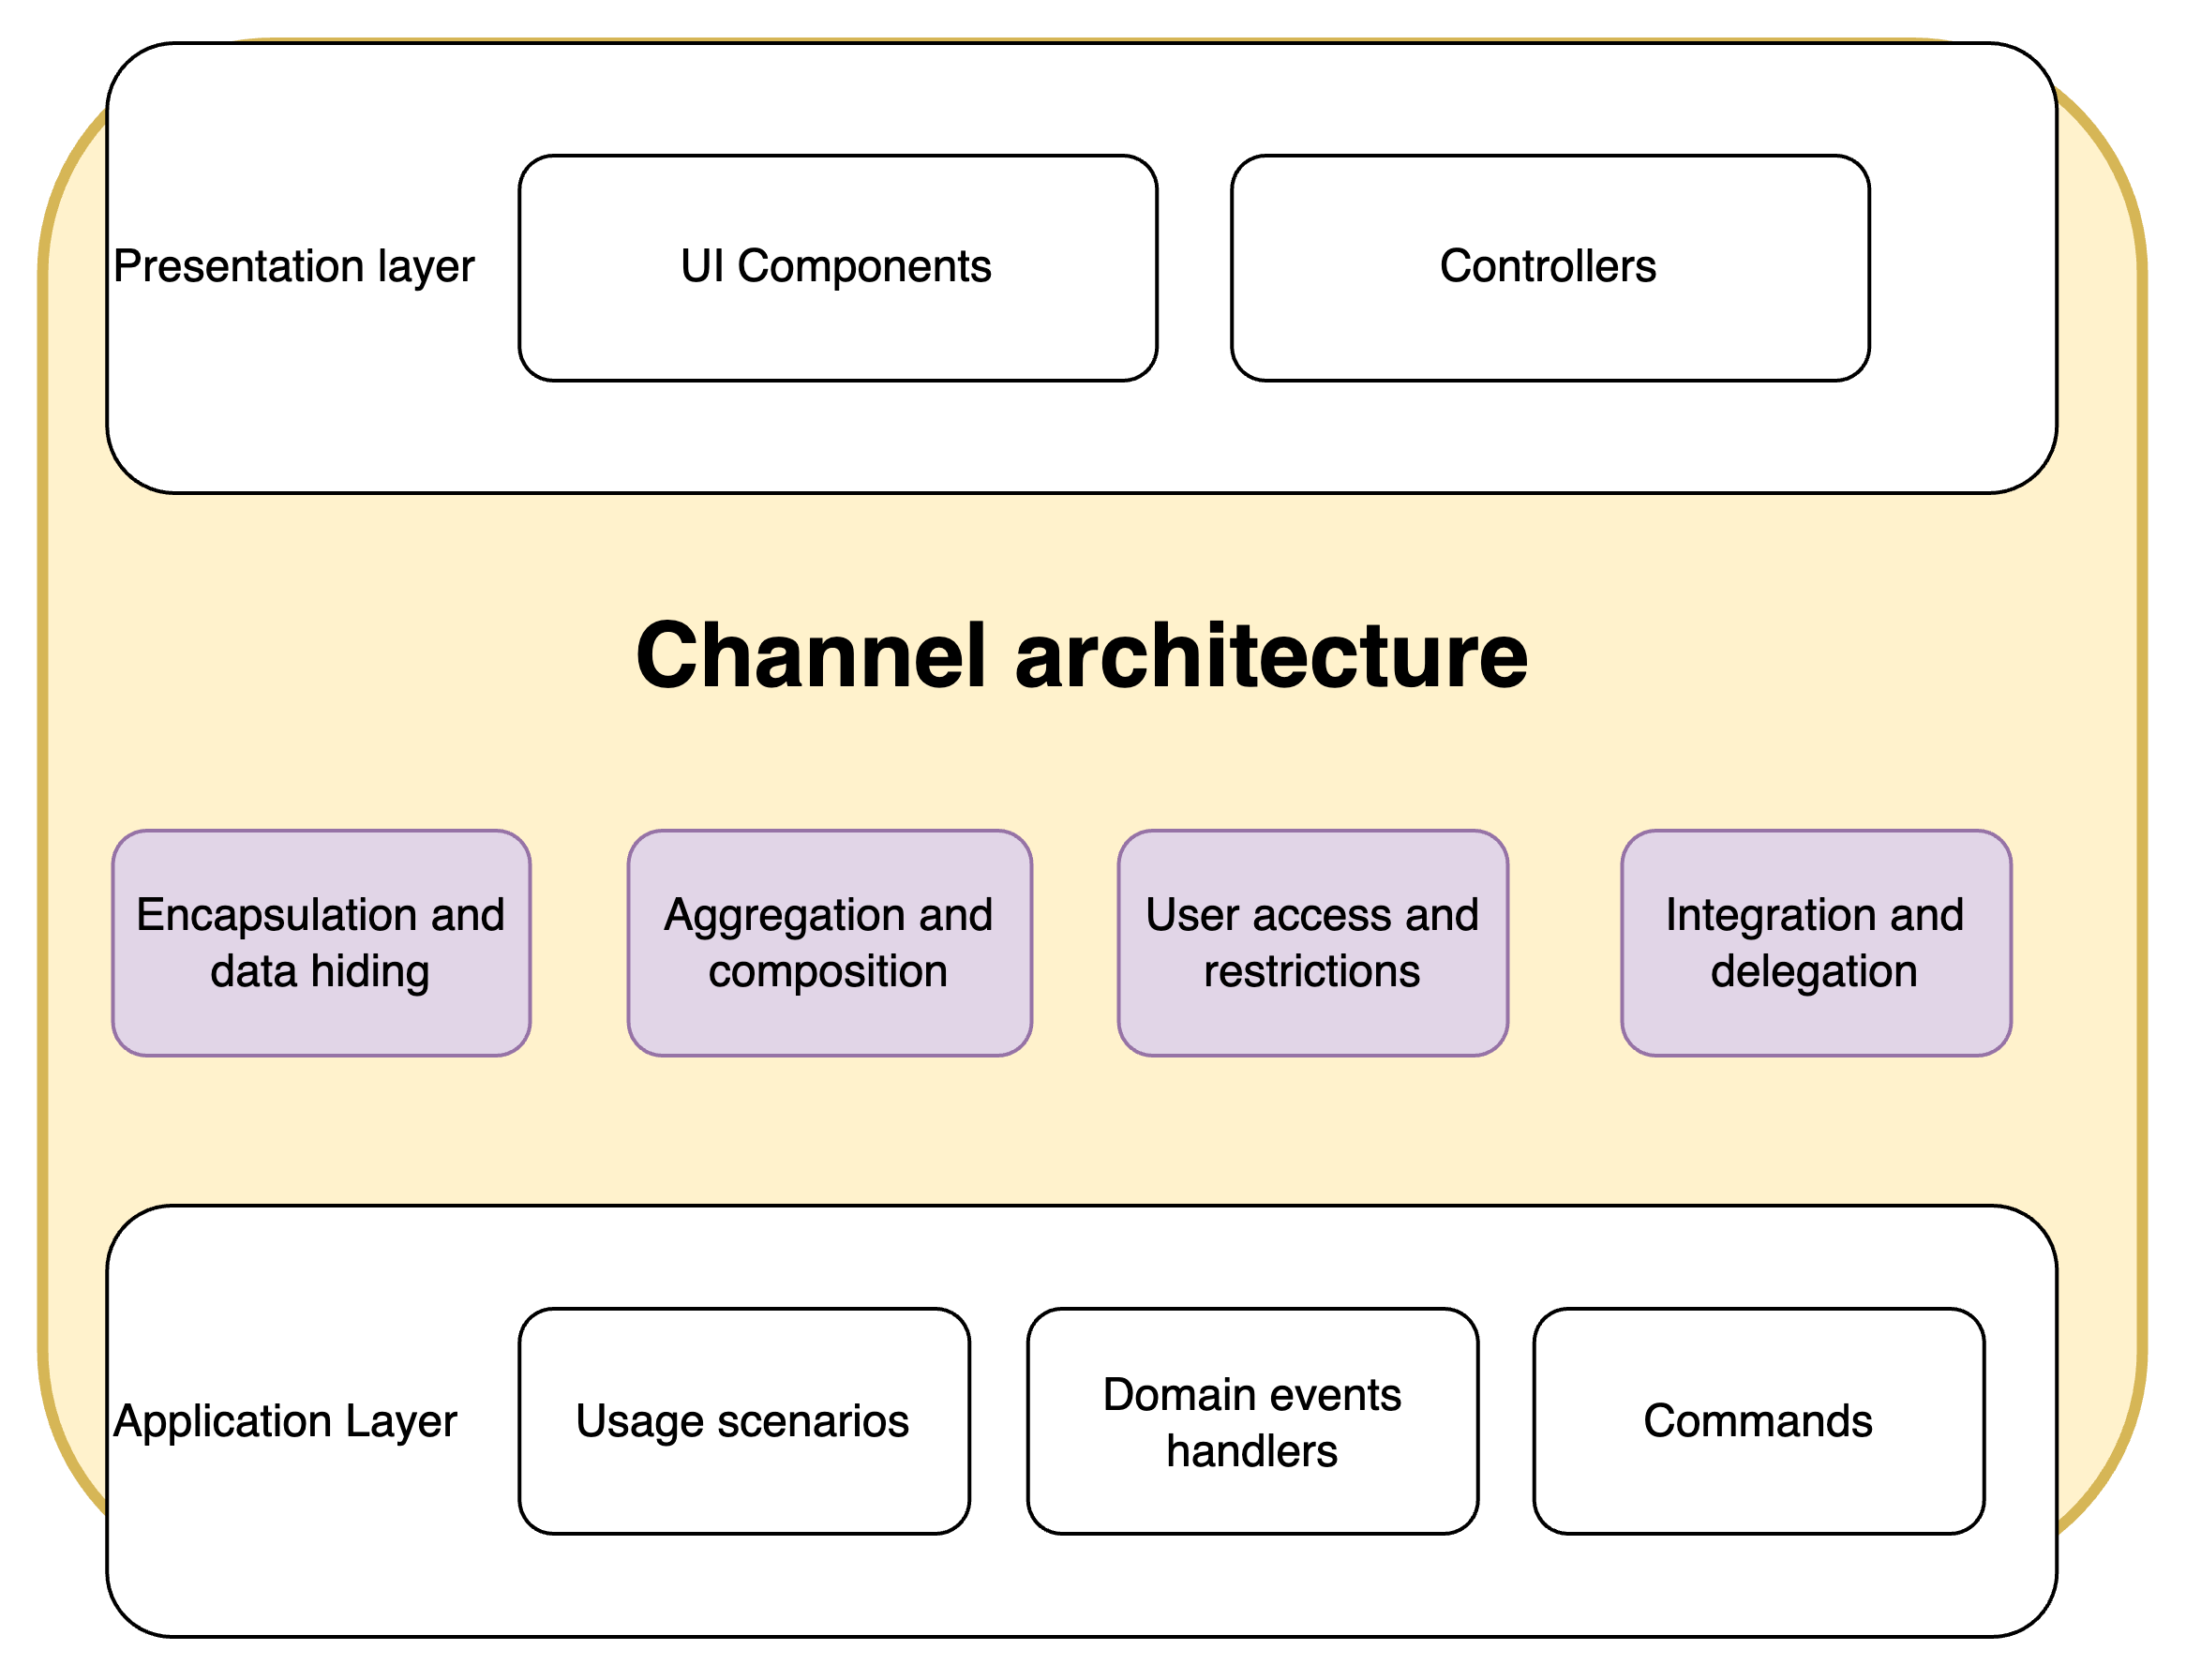 Presentation layer
UI Components
Controllers
Channel architecture
Encapsulation and
data hiding
Aggregation and
composition
User access and
restrictions
Integration and
delegation
Application Layer
Usage scenarios
Domain events
handlers
Commands